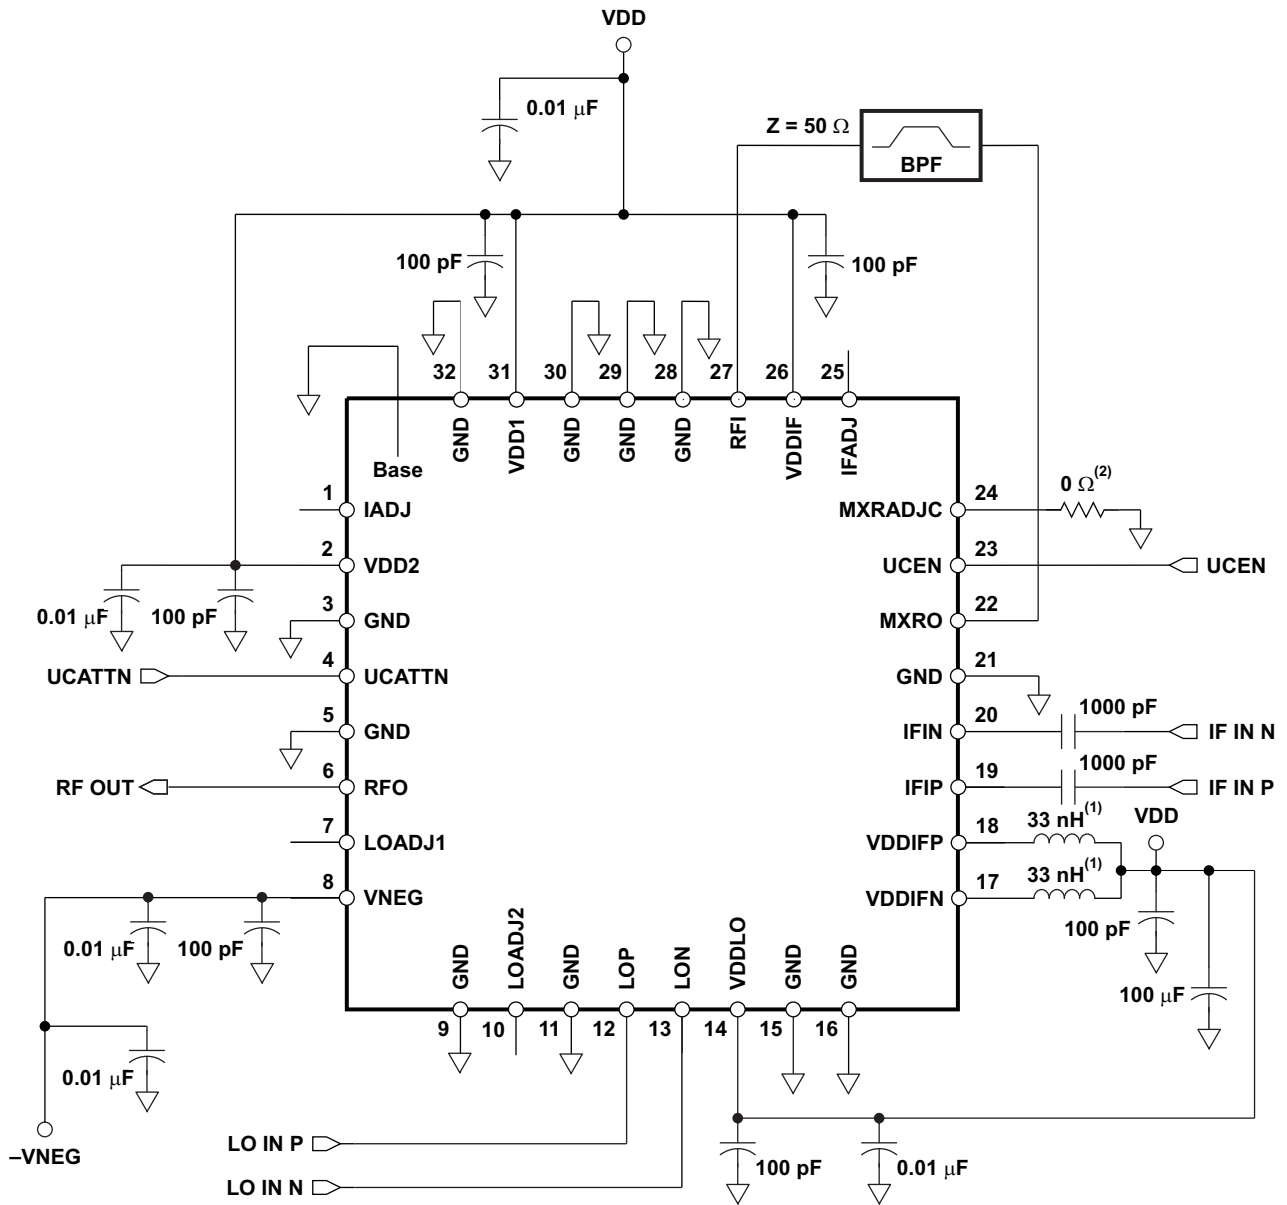 VDD
0.01 µF
Z = 50 Ω
BPF
100 pF
100 pF
32
31
30
29
28
27
26
25
GND
VDD1
GND
GND
GND
RFI
VDDIF
IFADJ
Base
1
IADJ
2
VDD2
0.01 µF
100 pF
3
GND
4
UCATTN
UCATTN
5
GND
6
RF OUT
RFO
7
LOADJ1
8
VNEG
0.01 µF
100 pF
0.01 µF
–VNEG
MXRADJC
24
0 Ω(2)
UCEN
23
UCEN
MXRO
22
GND
21
IFIN
20
1000 pF
IF IN N
IFIP
19
1000 pF
IF IN P
VDDIFP
18
33 nH(1)
VDD
VDDIFN
17
33 nH(1)
100 pF
100 µF
GND
LOADJ2
GND
LOP
LON
VDDLO
GND
GND
9
10
11
12
13
14
15
16
LO IN P
LO IN N
100 pF
0.01 µF